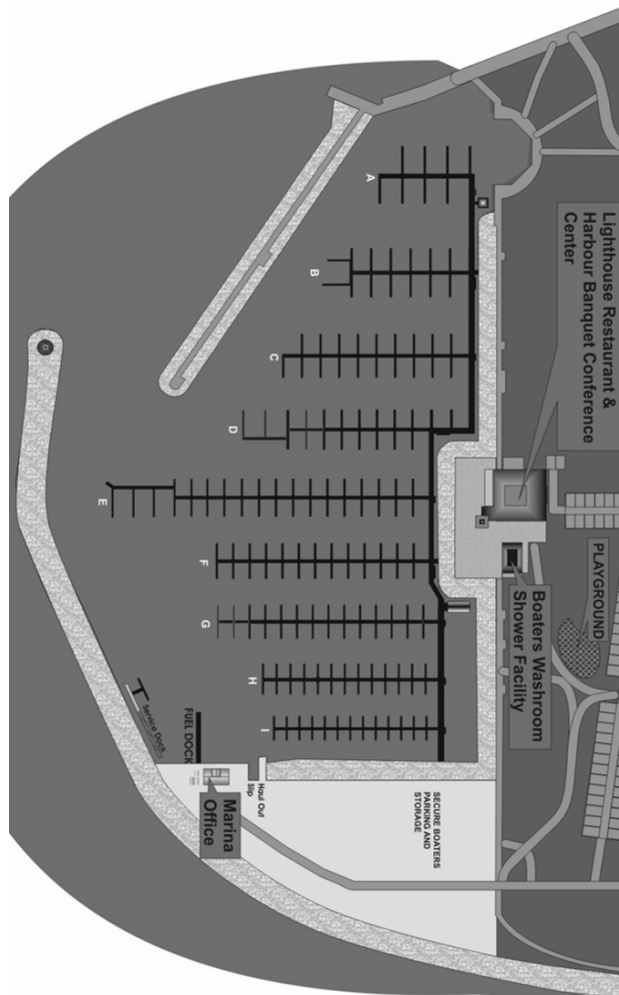 Lighthouse Restaurant &
Harbour Banquet Conference
Center
PLAYGROUND
Boaters Washroom
Shower Facility
A
B
C
D
E
F
G
H
I
Service Dock
FUEL DOCK
Haul Out
Slip
Marina
Office
SECURE BOATERS
PARKING AND
STORAGE